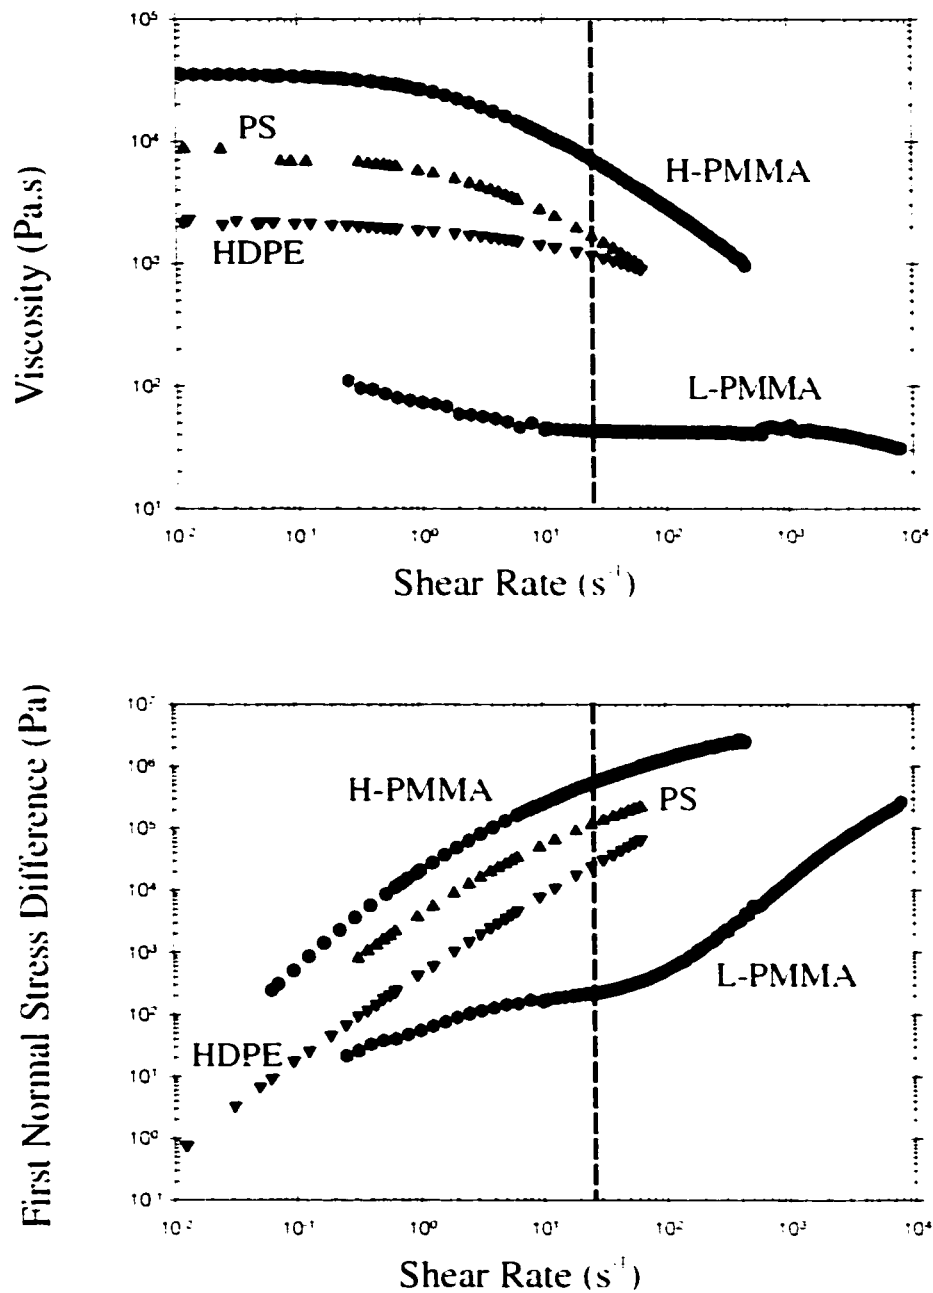 10⁵
PS
10⁴
H-PMMA
HDPE
10³
Viscosity (Pa.s)
10²
L-PMMA
10¹
10⁻² 10⁻¹ 10⁰ 10¹ 10² 10³ 10⁴
Shear Rate (s⁻¹)
10⁷
10⁶
H-PMMA
PS
10⁵
10⁴
10³
L-PMMA
First Normal Stress Difference (Pa)
10²
HDPE
10¹
10⁰
10⁻¹
10⁻² 10⁻¹ 10⁰ 10¹ 10² 10³ 10⁴
Shear Rate (s⁻¹)